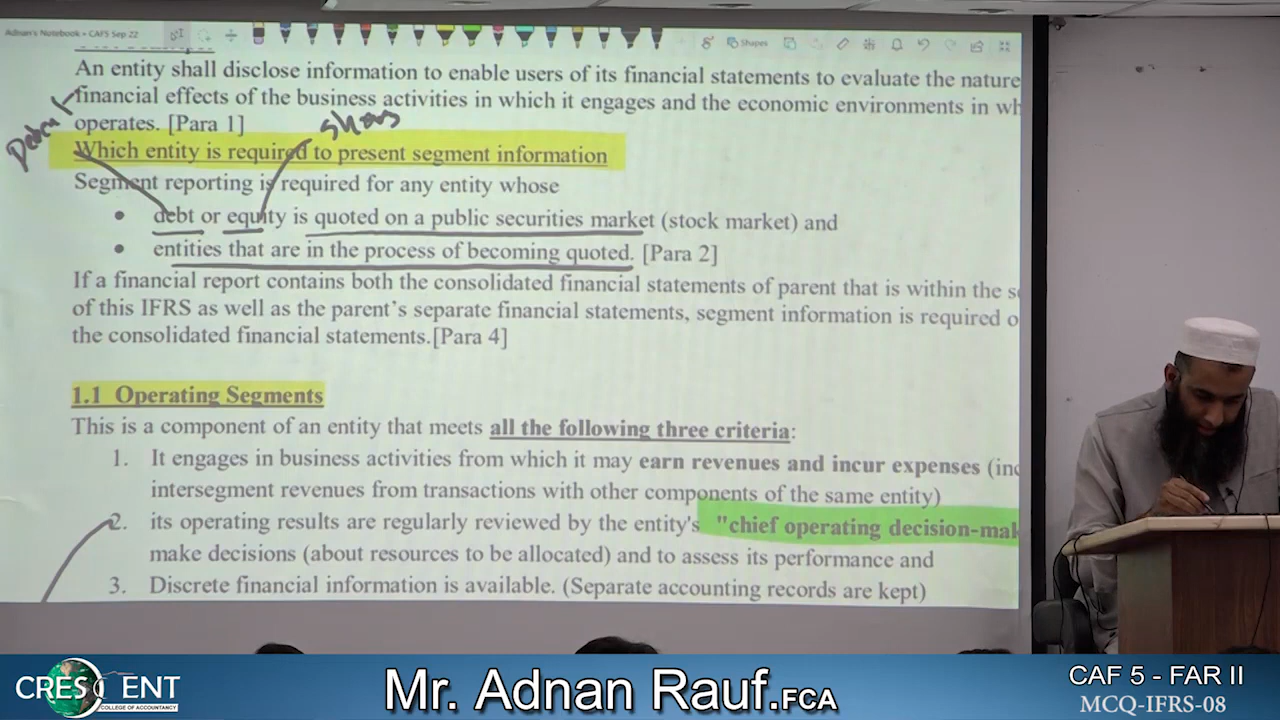 Adnan's Notebook • CAFS Sep 22
Shapes
An entity shall disclose information to enable users of its financial statements to evaluate the nature
financial effects of the business activities in which it engages and the economic environments in wh
operates. [Para 1]
Which entity is required to present segment information
Segment reporting is required for any entity whose
• debt or equity is quoted on a public securities market (stock market) and
• entities that are in the process of becoming quoted. [Para 2]
If a financial report contains both the consolidated financial statements of parent that is within the s
of this IFRS as well as the parent's separate financial statements, segment information is required o
the consolidated financial statements.[Para 4]
1.1 Operating Segments
This is a component of an entity that meets all the following three criteria:
1. It engages in business activities from which it may earn revenues and incur expenses (inc
intersegment revenues from transactions with other components of the same entity)
2. its operating results are regularly reviewed by the entity's "chief operating decision-mak
make decisions (about resources to be allocated) and to assess its performance and
3. Discrete financial information is available. (Separate accounting records are kept)
CRESCENT
COLLEGE OF ACCOUNTANCY
Mr. Adnan Rauf.FCA
CAF 5 - FAR II
MCQ-IFRS-08